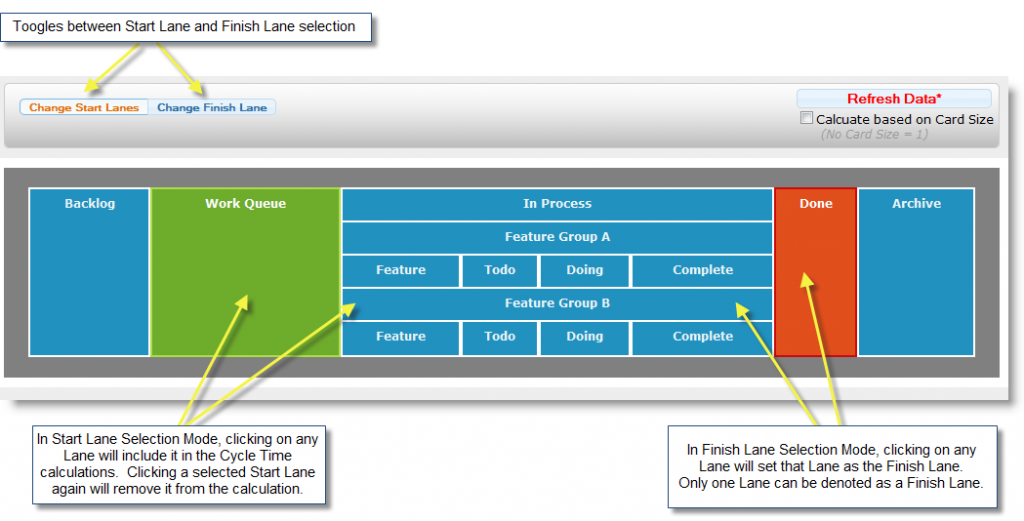 Toogles between Start Lane and Finish Lane selection
Change Start Lanes Change Finish Lane
Refresh Data*
Calcuate based on Card Size
(No Card Size = 1)
Backlog Work Queue In Process Done Archive
Feature Group A
Feature Todo Doing Complete
Feature Group B
Feature Todo Doing Complete
In Start Lane Selection Mode, clicking on any
Lane will include it in the Cycle Time
calculations. Clicking a selected Start Lane
again will remove it from the calculation.
In Finish Lane Selection Mode, clicking on any
Lane will set that Lane as the Finish Lane.
Only one Lane can be denoted as a Finish Lane.